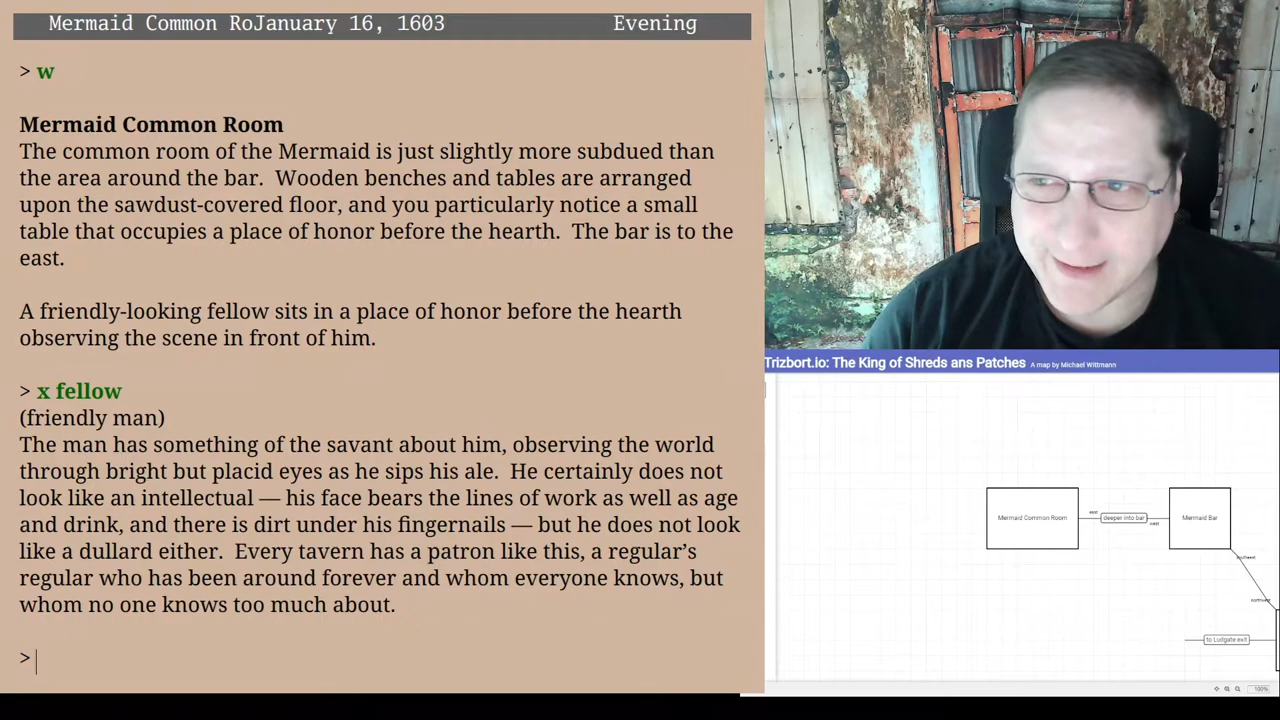 Mermaid Common RoJanuary 16, 1603 Evening
> w
Mermaid Common Room
The common room of the Mermaid is just slightly more subdued than
the area around the bar.  Wooden benches and tables are arranged
upon the sawdust-covered floor, and you particularly notice a small
table that occupies a place of honor before the hearth.  The bar is to the
east.
A friendly-looking fellow sits in a place of honor before the hearth
observing the scene in front of him.
> x fellow
(friendly man)
The man has something of the savant about him, observing the world
through bright but placid eyes as he sips his ale.  He certainly does not
look like an intellectual — his face bears the lines of work as well as age
and drink, and there is dirt under his fingernails — but he does not look
like a dullard either.  Every tavern has a patron like this, a regular’s
regular who has been around forever and whom everyone knows, but
whom no one knows too much about.
>
Trizbort.io: The King of Shreds ans Patches A map by Michael Wittmann
Mermaid Common Room
east
deeper into bar
west
Mermaid Bar
southeast
northwest
to Ludgate exit
100%